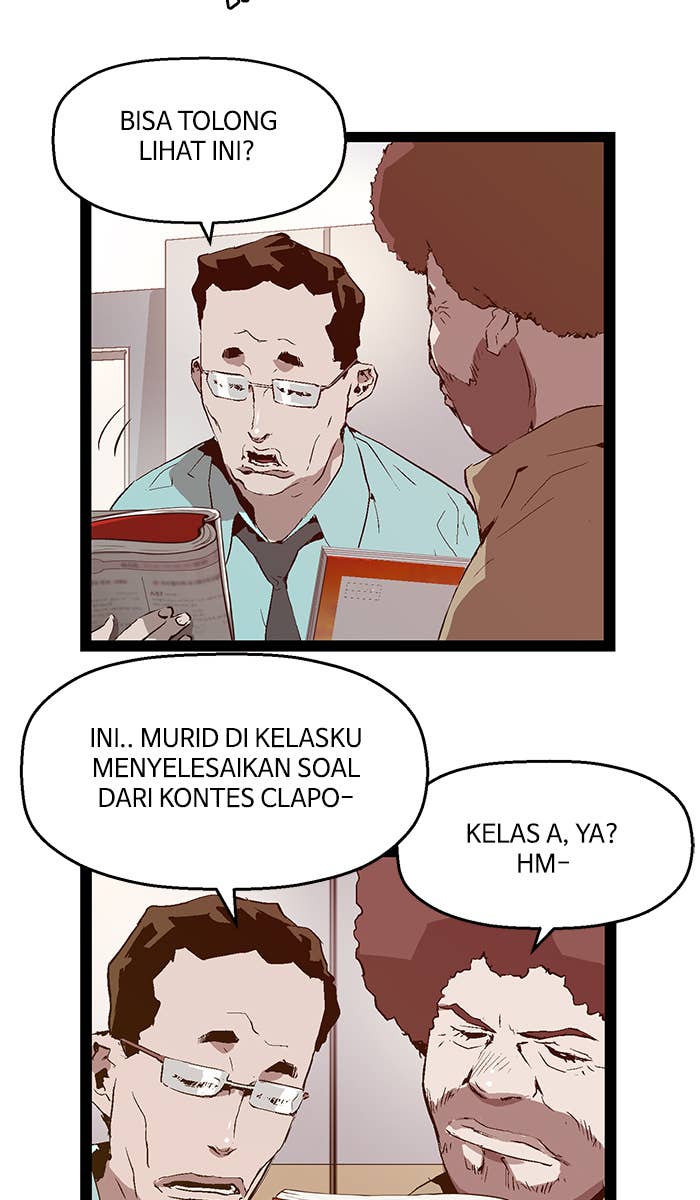 BISA TOLONG
LIHAT INI?
INI.. MURID DI KELASKU
MENYELESAIKAN SOAL
DARI KONTES CLAPO-
KELAS A, YA?
HM-